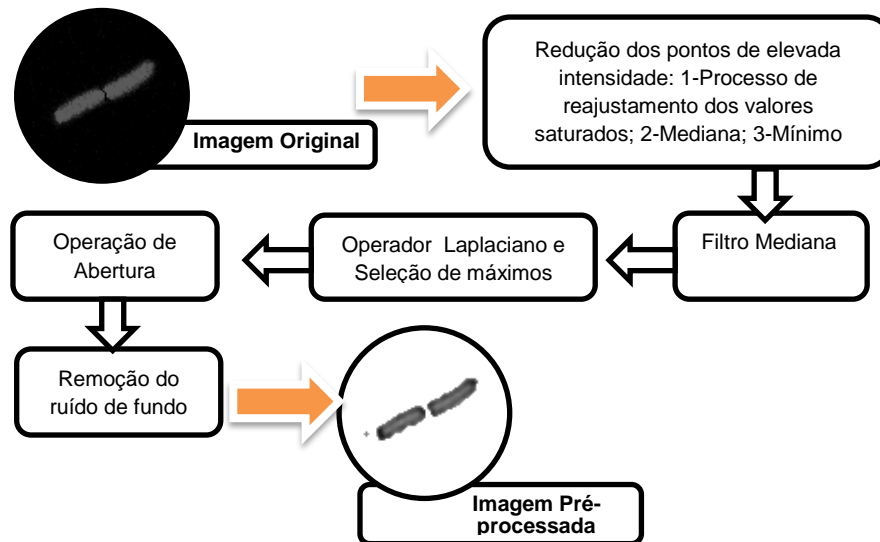 Imagem Original
Redução dos pontos de elevada
intensidade: 1-Processo de
reajustamento dos valores
saturados; 2-Mediana; 3-Mínimo
Filtro Mediana
Operador Laplaciano e
Seleção de máximos
Operação de
Abertura
Remoção do
ruído de fundo
Imagem Pré-
processada